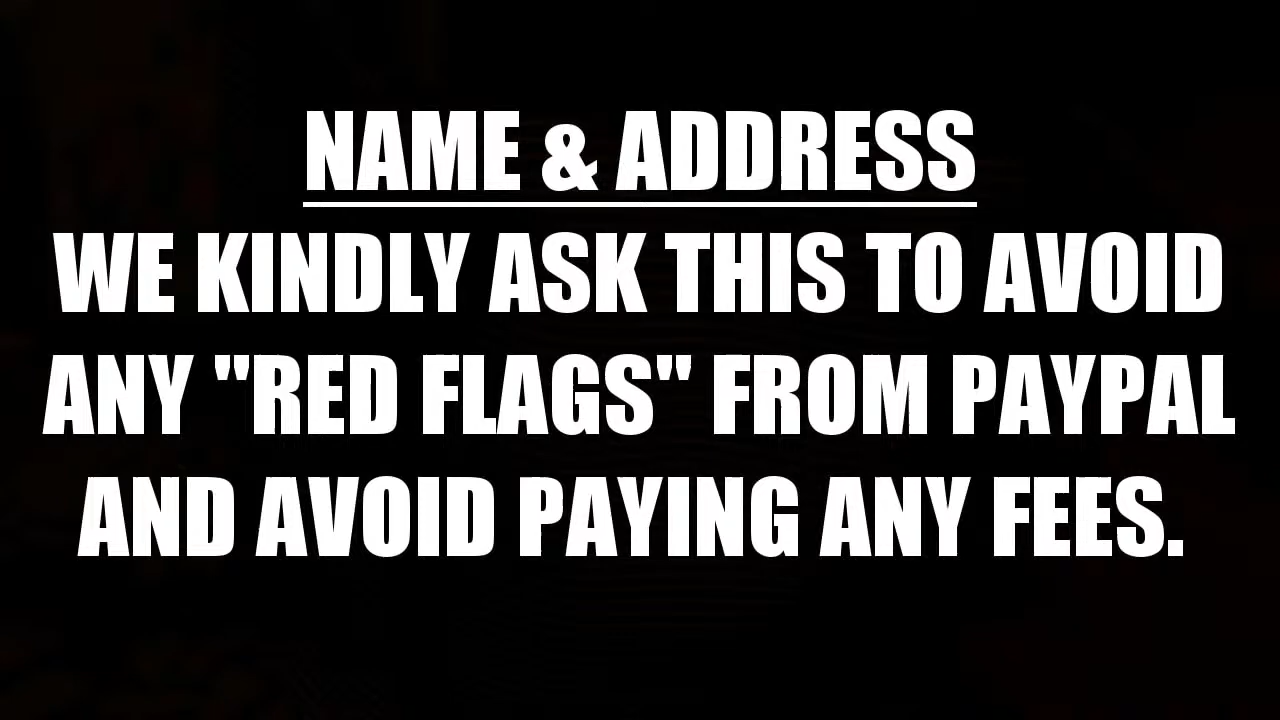 NAME & ADDRESS
WE KINDLY ASK THIS TO AVOID
ANY "RED FLAGS" FROM PAYPAL
AND AVOID PAYING ANY FEES.